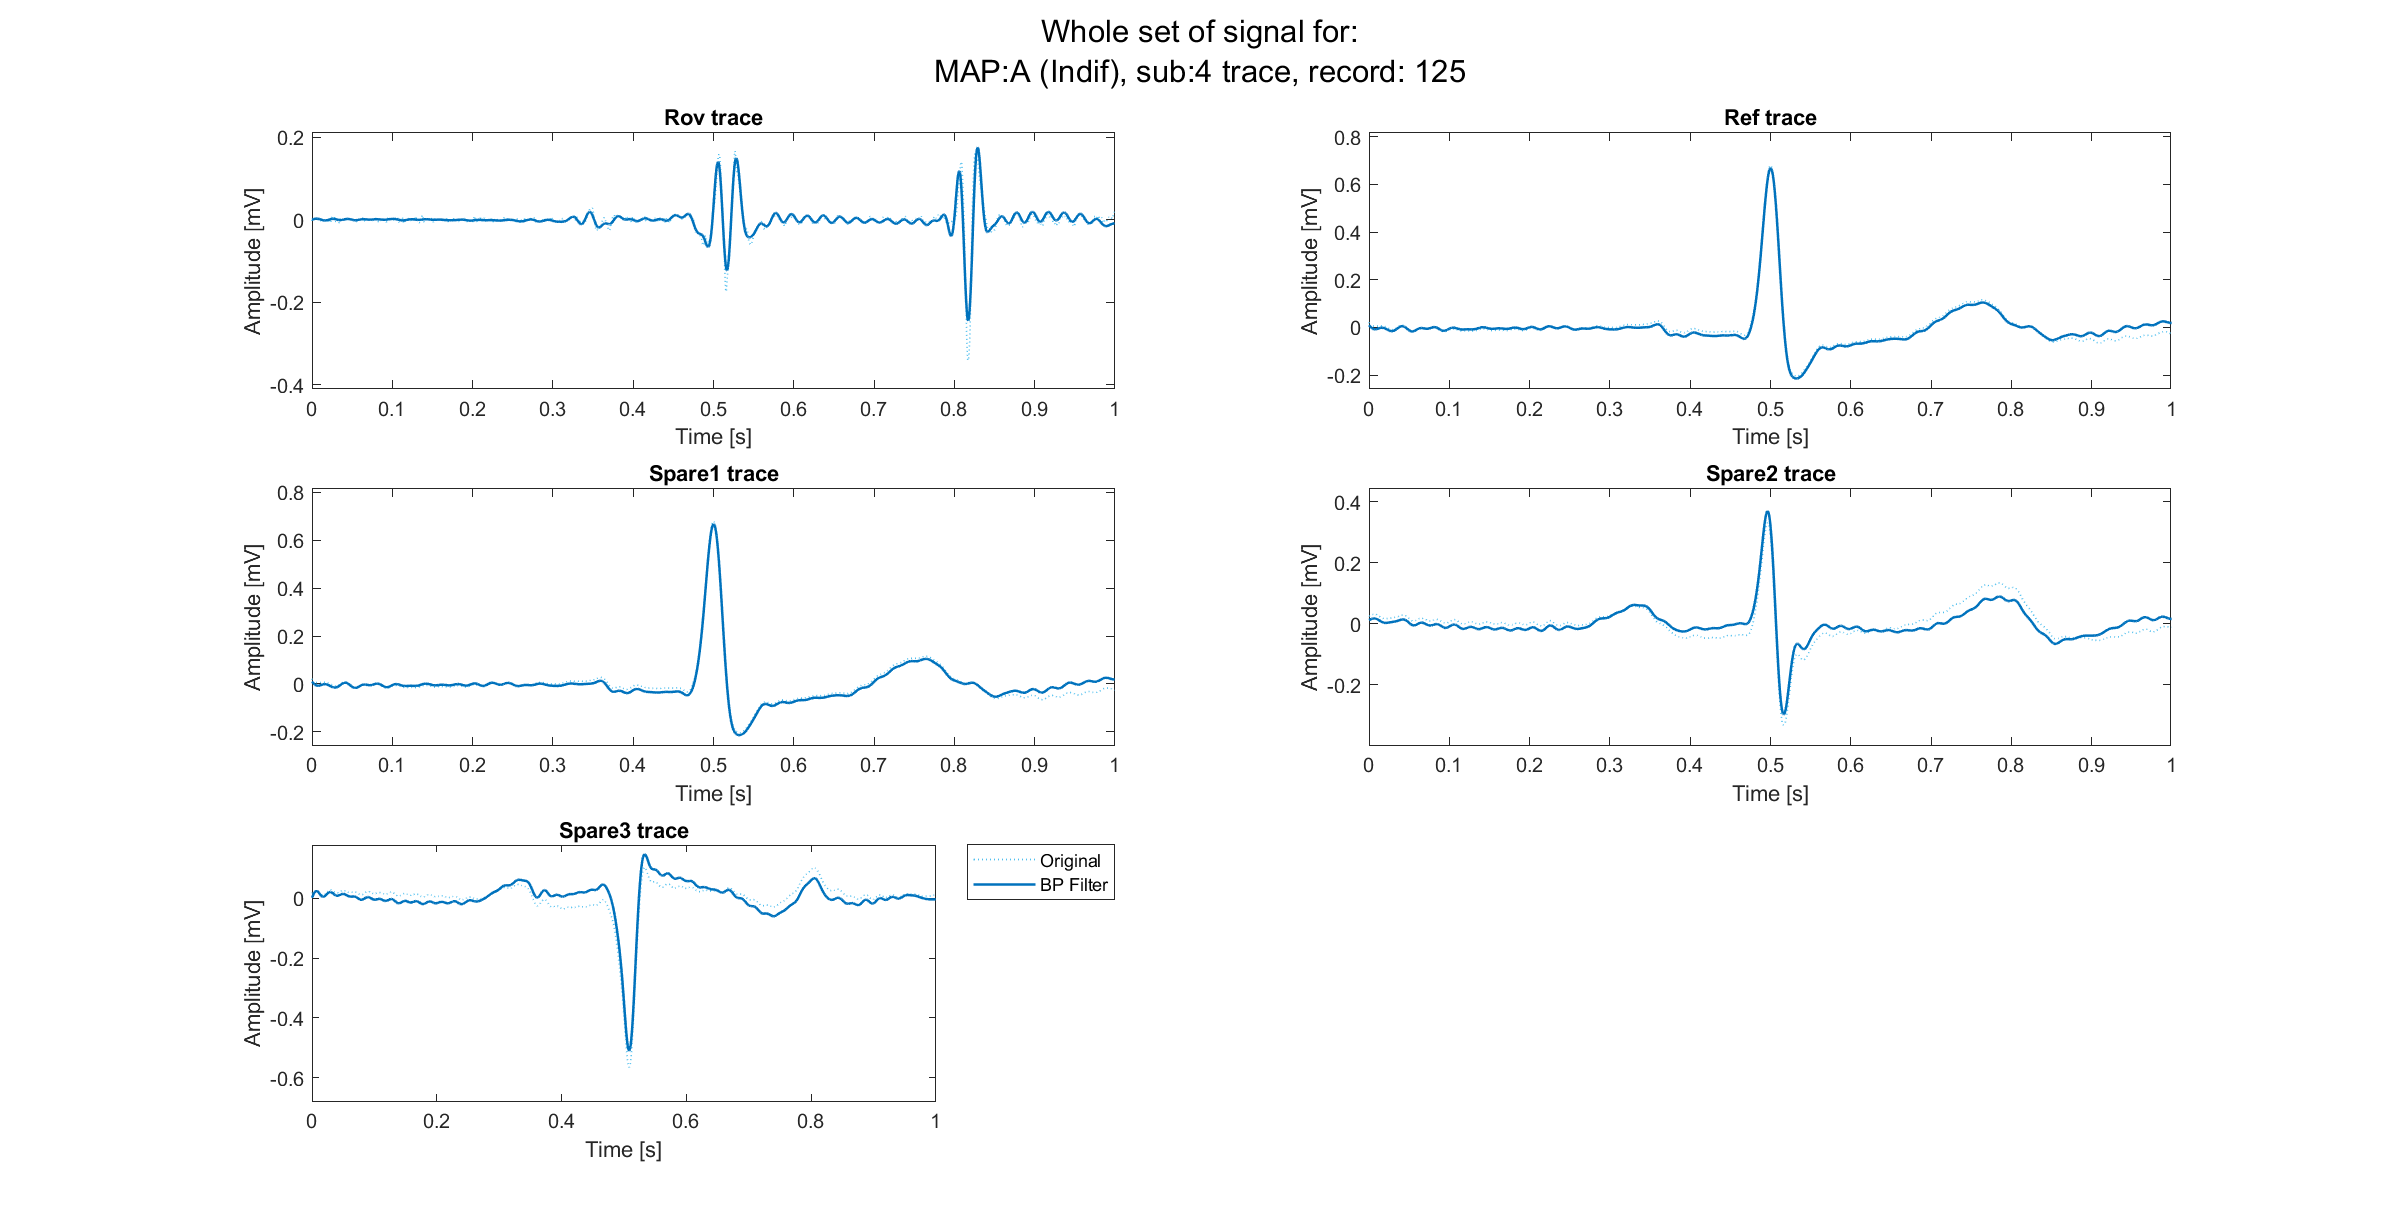 Whole set of signal for:
MAP:A (Indif), sub:4 trace, record: 125
Rov trace
0.2
0
-0.2
-0.4
Amplitude [mV]
0 0.1 0.2 0.3 0.4 0.5 0.6 0.7 0.8 0.9 1
Time [s]
Ref trace
0.8
0.6
0.4
0.2
0
-0.2
Amplitude [mV]
0 0.1 0.2 0.3 0.4 0.5 0.6 0.7 0.8 0.9 1
Time [s]
Spare1 trace
0.8
0.6
0.4
0.2
0
-0.2
Amplitude [mV]
0 0.1 0.2 0.3 0.4 0.5 0.6 0.7 0.8 0.9 1
Time [s]
Spare2 trace
0.4
0.2
0
-0.2
Amplitude [mV]
0 0.1 0.2 0.3 0.4 0.5 0.6 0.7 0.8 0.9 1
Time [s]
Spare3 trace
0
-0.2
-0.4
-0.6
Amplitude [mV]
0 0.2 0.4 0.6 0.8 1
Time [s]
Original
BP Filter